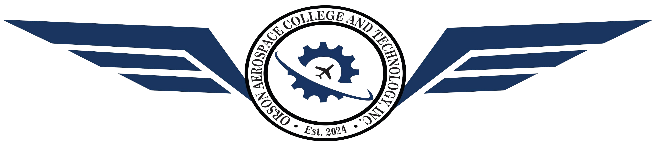 ORSON AEROSPACE COLLEGE AND TECHNOLOGY, INC.
• Est. 2024 •